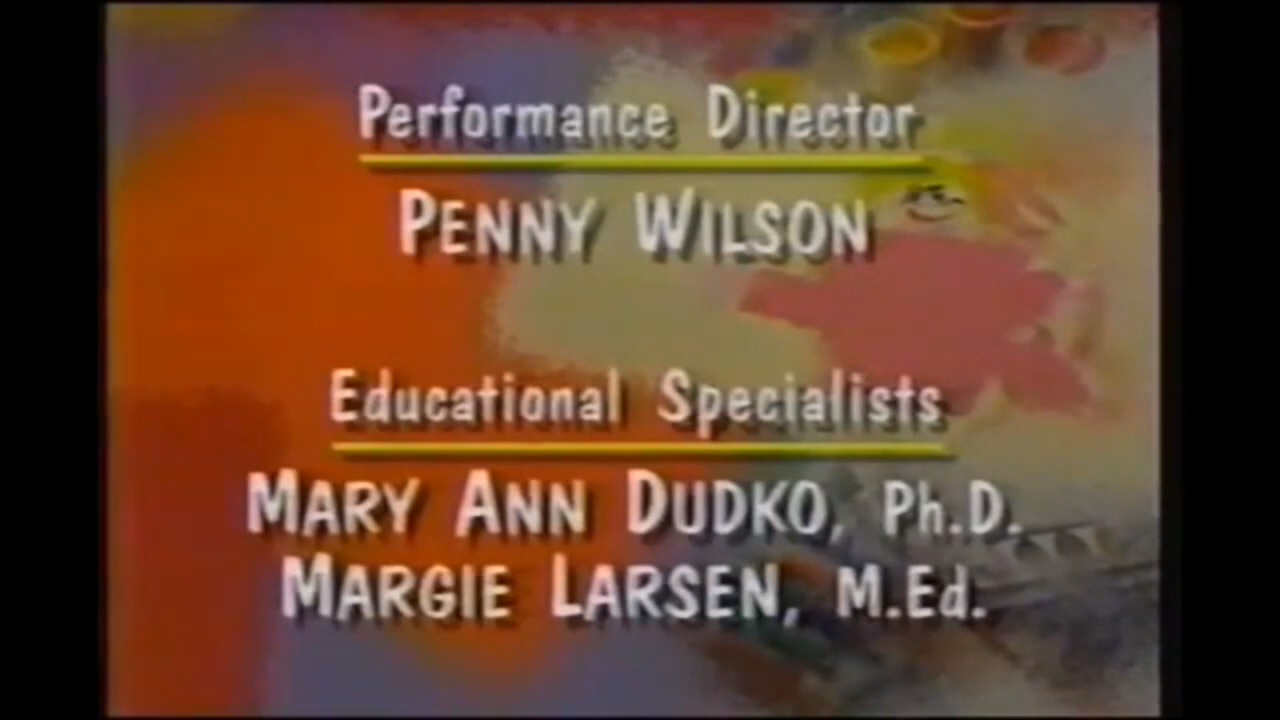 Performance Director
PENNY WILSON
Educational Specialists
MARY ANN DUDKO, Ph.D.
MARGIE LARSEN, M.Ed.